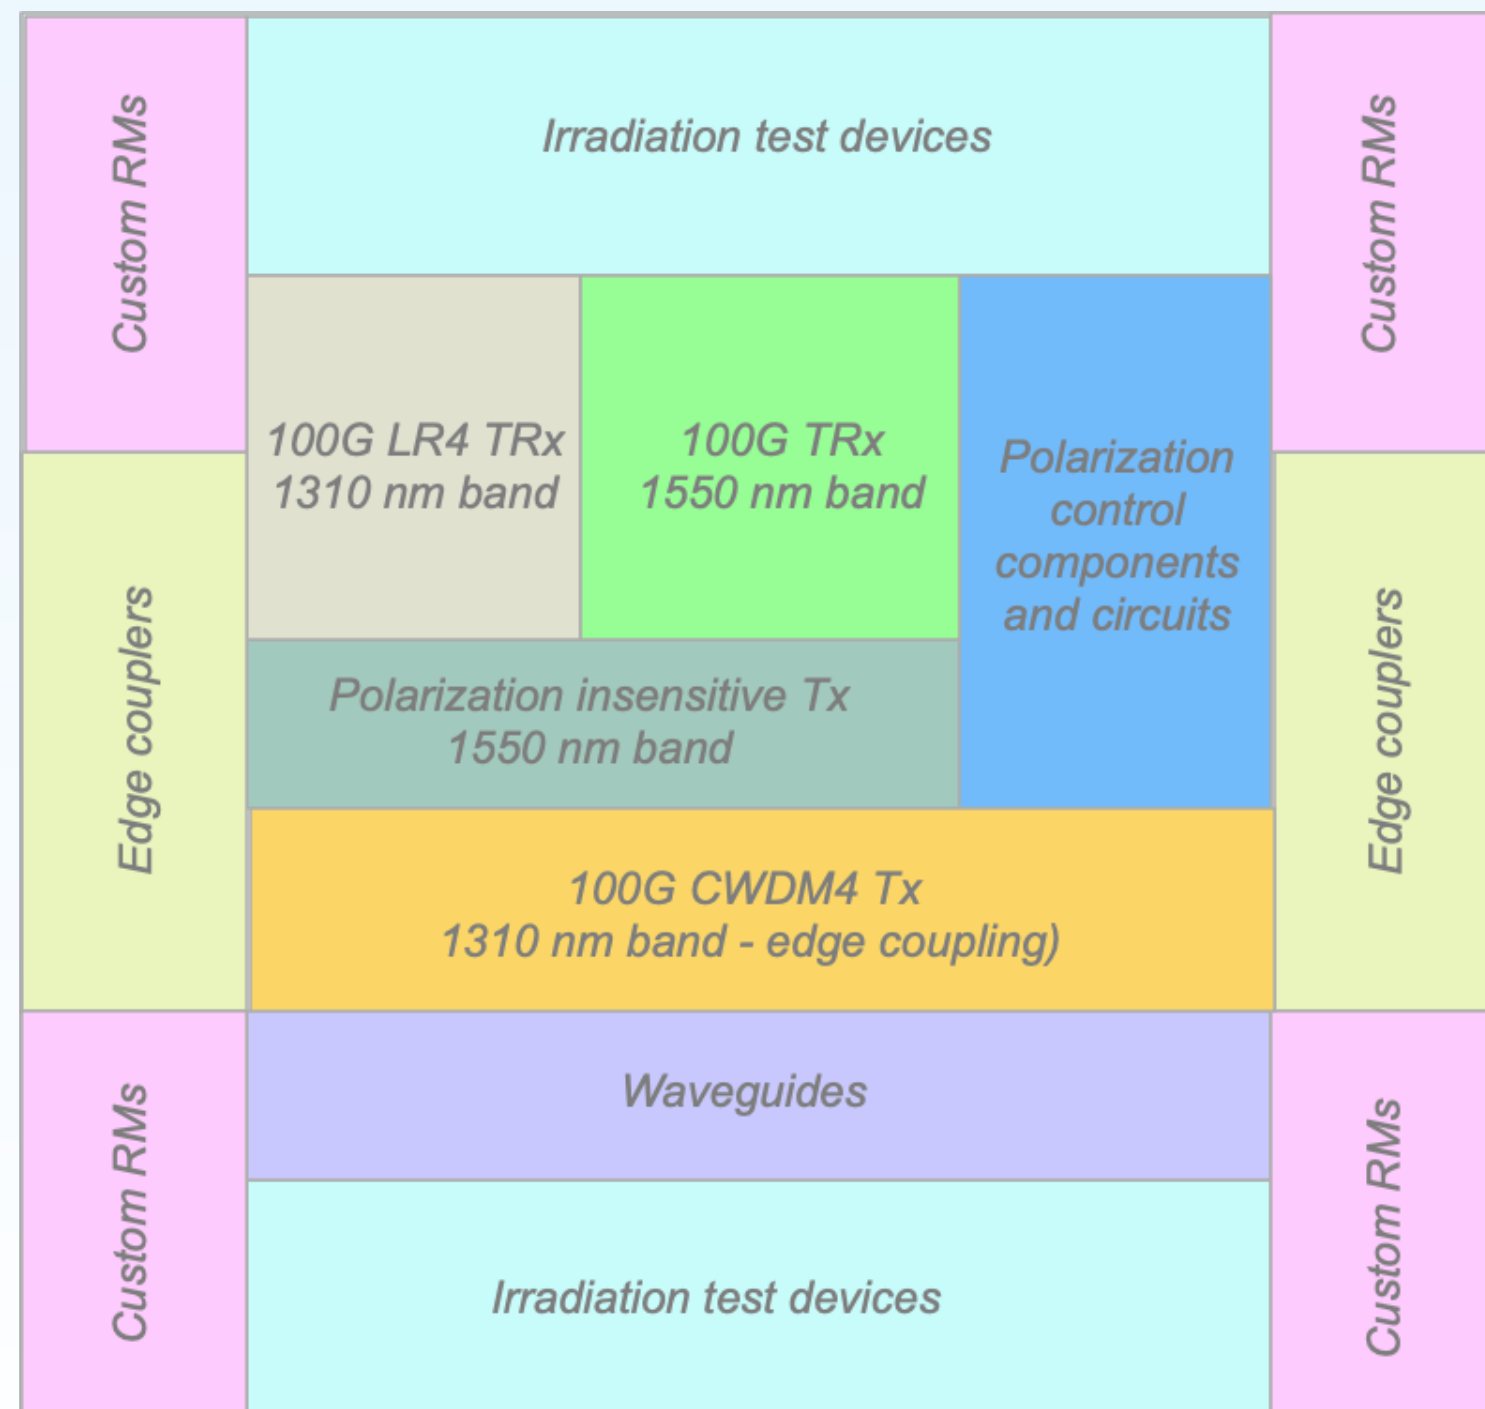 Custom RMs
Irradiation test devices
Custom RMs
100G LR4 TRx
1310 nm band
100G TRx
1550 nm band
Polarization
control
components
and circuits
Edge couplers
Polarization insensitive Tx
1550 nm band
Edge couplers
100G CWDM4 Tx
1310 nm band - edge coupling)
Custom RMs
Waveguides
Custom RMs
Irradiation test devices